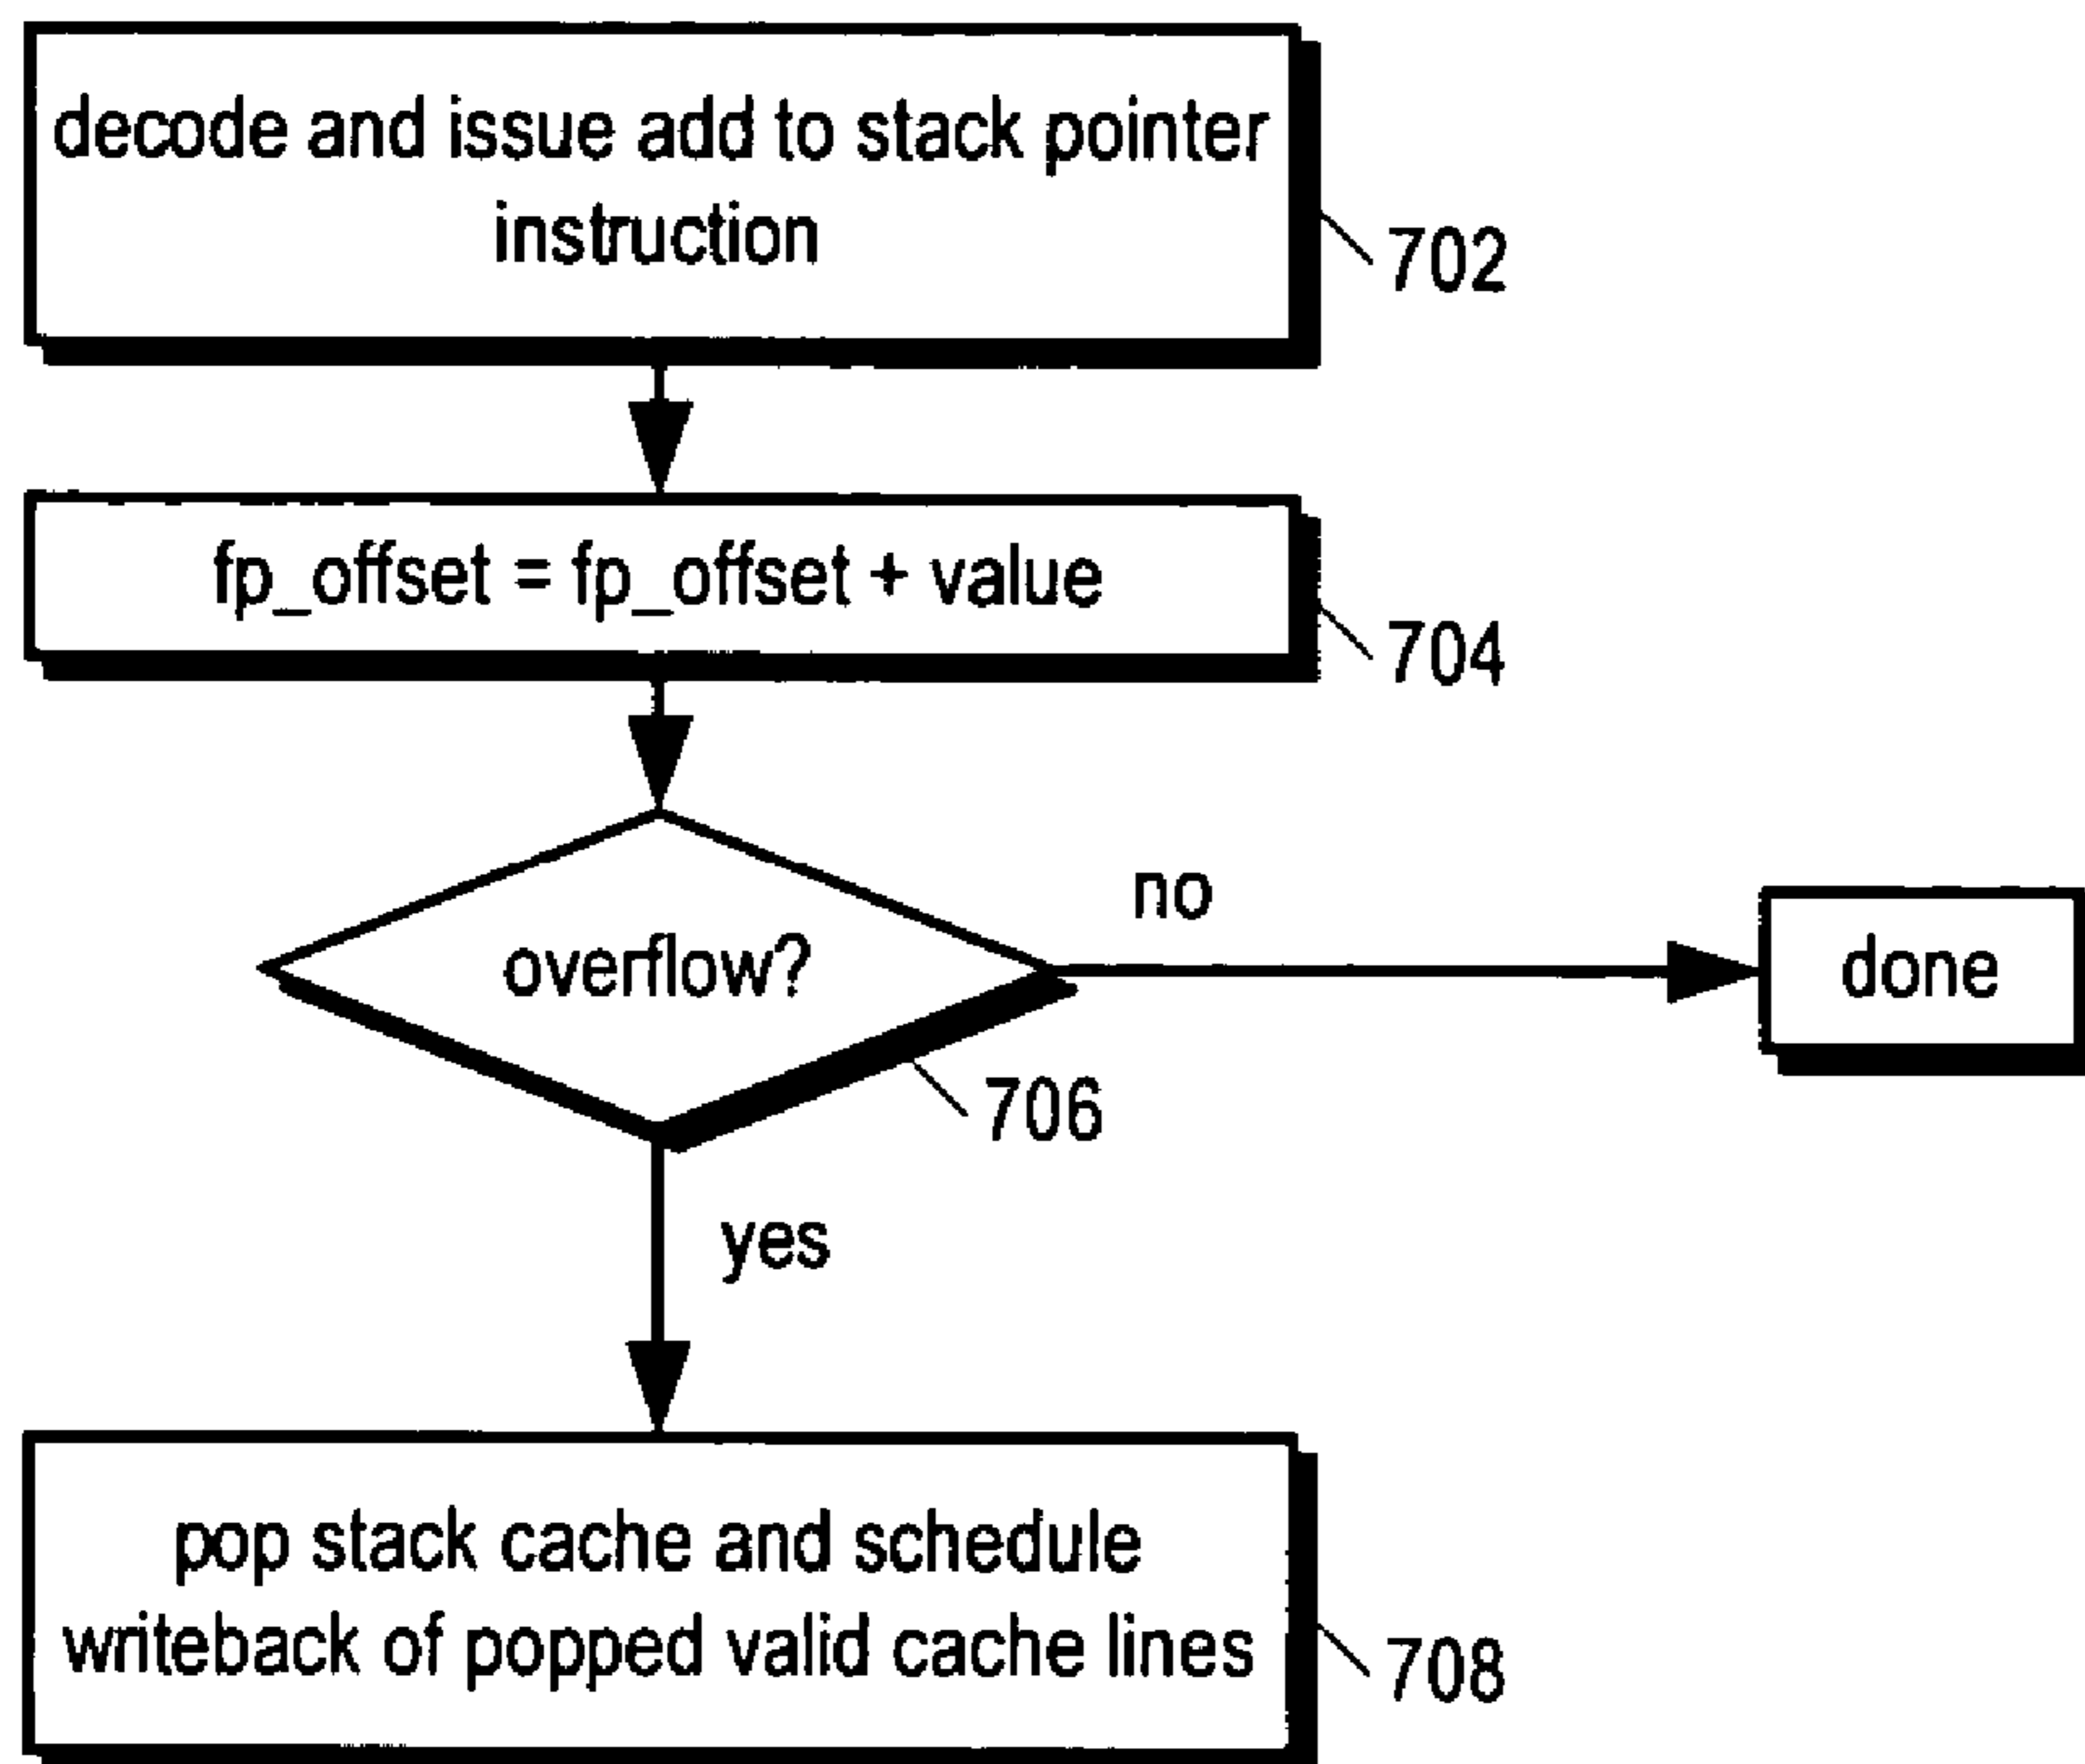 decode and issue add to stack pointer
instruction
702
fp_offset = fp_offset + value
704
overflow?
no
done
706
yes
pop stack cache and schedule
writeback of popped valid cache lines
708